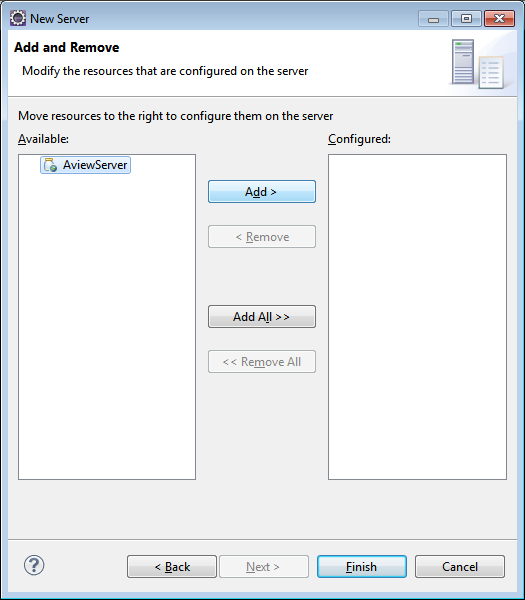 New Server
Add and Remove
Modify the resources that are configured on the server
Move resources to the right to configure them on the server
Available:
Configured:
AviewServer
Add >
< Remove
Add All >>
<< Remove All
?
< Back
Next >
Finish
Cancel